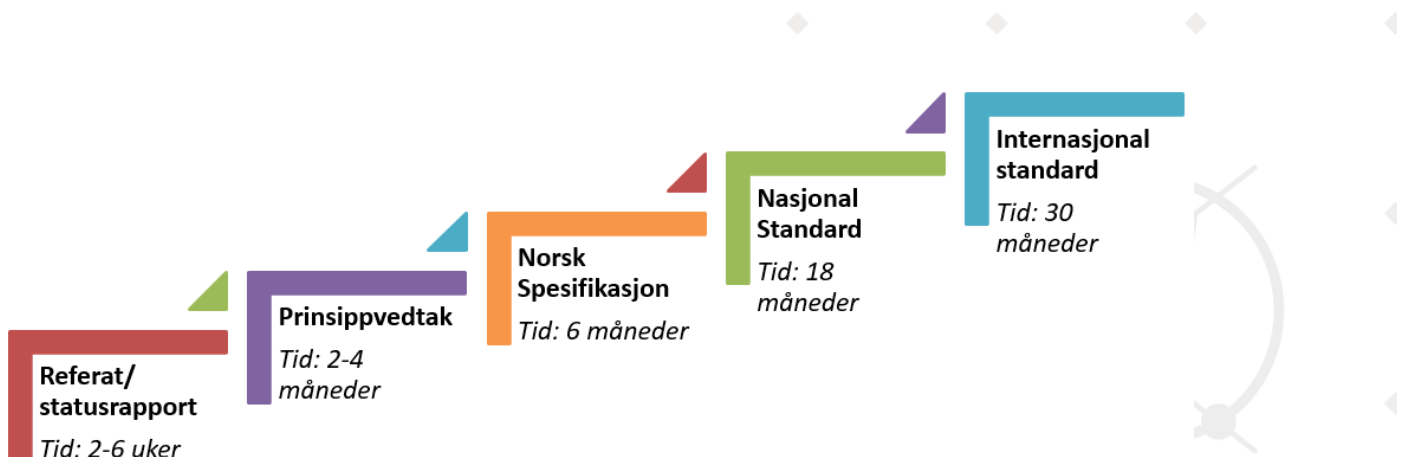 Referat/
statusrapport
Tid: 2-6 uker
Prinsippvedtak
Tid: 2-4
måneder
Norsk
Spesifikasjon
Tid: 6 måneder
Nasjonal
Standard
Tid: 18
måneder
Internasjonal
standard
Tid: 30
måneder